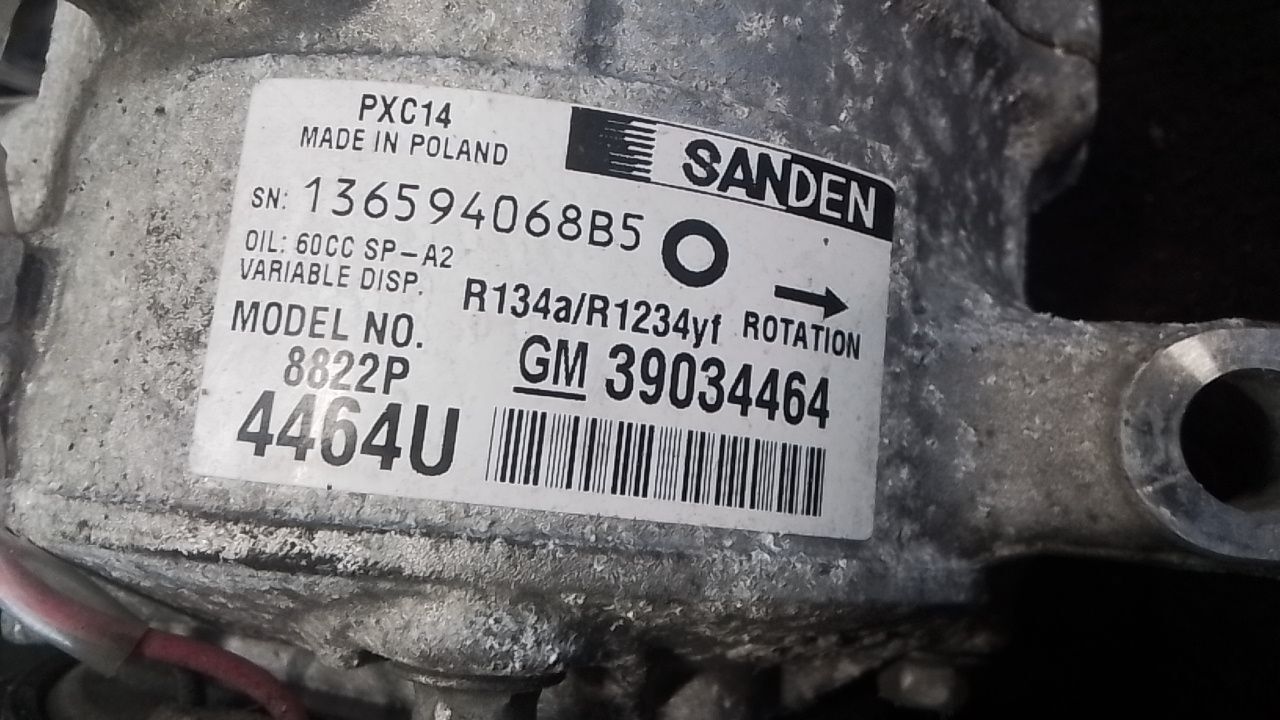 PXC14
MADE IN POLAND
SANDEN
SN: 136594068B5
OIL: 60CC SP-A2
VARIABLE DISP.
R134a/R1234yf
ROTATION
MODEL NO.
8822P
GM 39034464
4464U